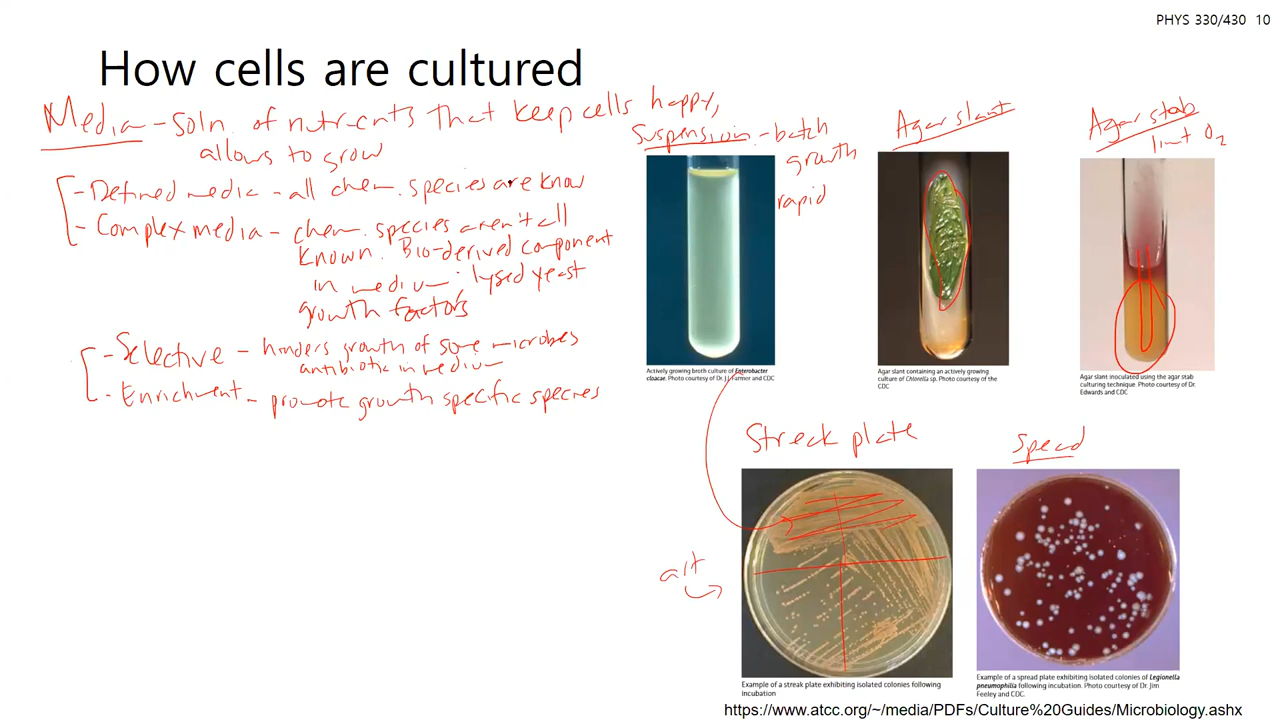 PHYS 330/430 10
How cells are cultured
Media - soln. of nutrients that keep cells happy,
allows to grow
- Defined media - all chem. species are know
- Complex media - chem. species aren't all
known. Bio-derived component
in medium lysed yeast
growth factors
- Selective - hinders growth of some microbes
antibiotic in medium
- Enrichment - promote growth specific species
Suspension - batch
growth
rapid
Actively growing broth culture of Enterobacter
cloacae. Photo courtesy of Dr. J.J. Farmer and CDC
Agar slant
Agar slant containing an actively growing
culture of Chlorella sp. Photo courtesy of the
CDC
Agar stab
limit O2
Agar slant inoculated using the agar stab
culturing technique. Photo courtesy of Dr.
Edwards and CDC
Streak plate
alt
Example of a streak plate exhibiting isolated colonies following
incubation
Spead
Example of a spread plate exhibiting isolated colonies of Legionella
pneumophila following incubation. Photo courtesy of Dr. Jim
Feeley and CDC.
https://www.atcc.org/~/media/PDFs/Culture%20Guides/Microbiology.ashx